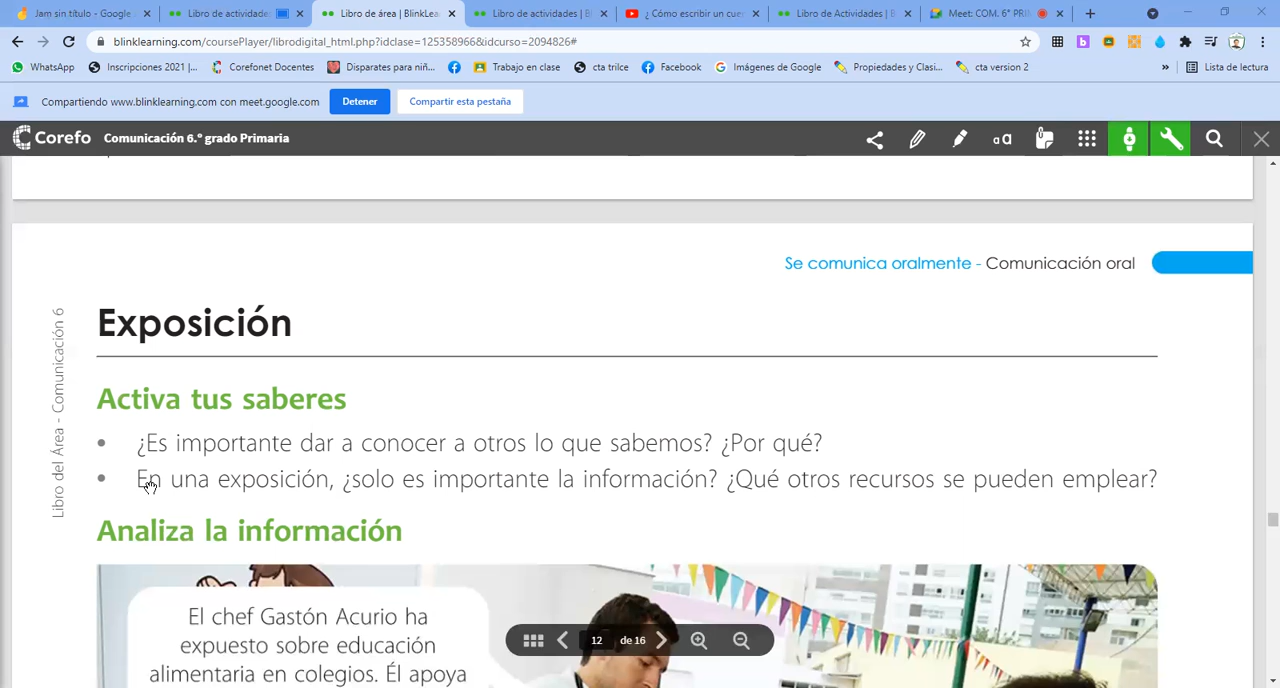 Jam sin título - Google
Libro de actividade
Libro de área | BlinkLea
Libro de actividades | Bl
¿ Cómo escribir un cue
Libro de Actividades | B
Meet: COM. 6° PRI
blinklearning.com/coursePlayer/librodigital_html.php?idclase=125358966&idcurso=2094826#
WhatsApp
Inscripciones 2021 |...
Corefonet Docentes
Disparates para niñ...
Trabajo en clase
cta trilce
Facebook
Imágenes de Google
Propiedades y Clasi...
cta version 2
»
Lista de lectura
Compartiendo www.blinklearning.com con meet.google.com
Detener
Compartir esta pestaña
Corefo
Comunicación 6.º grado Primaria
aA
Se comunica oralmente - Comunicación oral
Libro del Área - Comunicación 6
Exposición
Activa tus saberes
• ¿Es importante dar a conocer a otros lo que sabemos? ¿Por qué?
• En una exposición, ¿solo es importante la información? ¿Qué otros recursos se pueden emplear?
Analiza la información
El chef Gastón Acurio ha
expuesto sobre educación
alimentaria en colegios. Él apoya
12 de 16